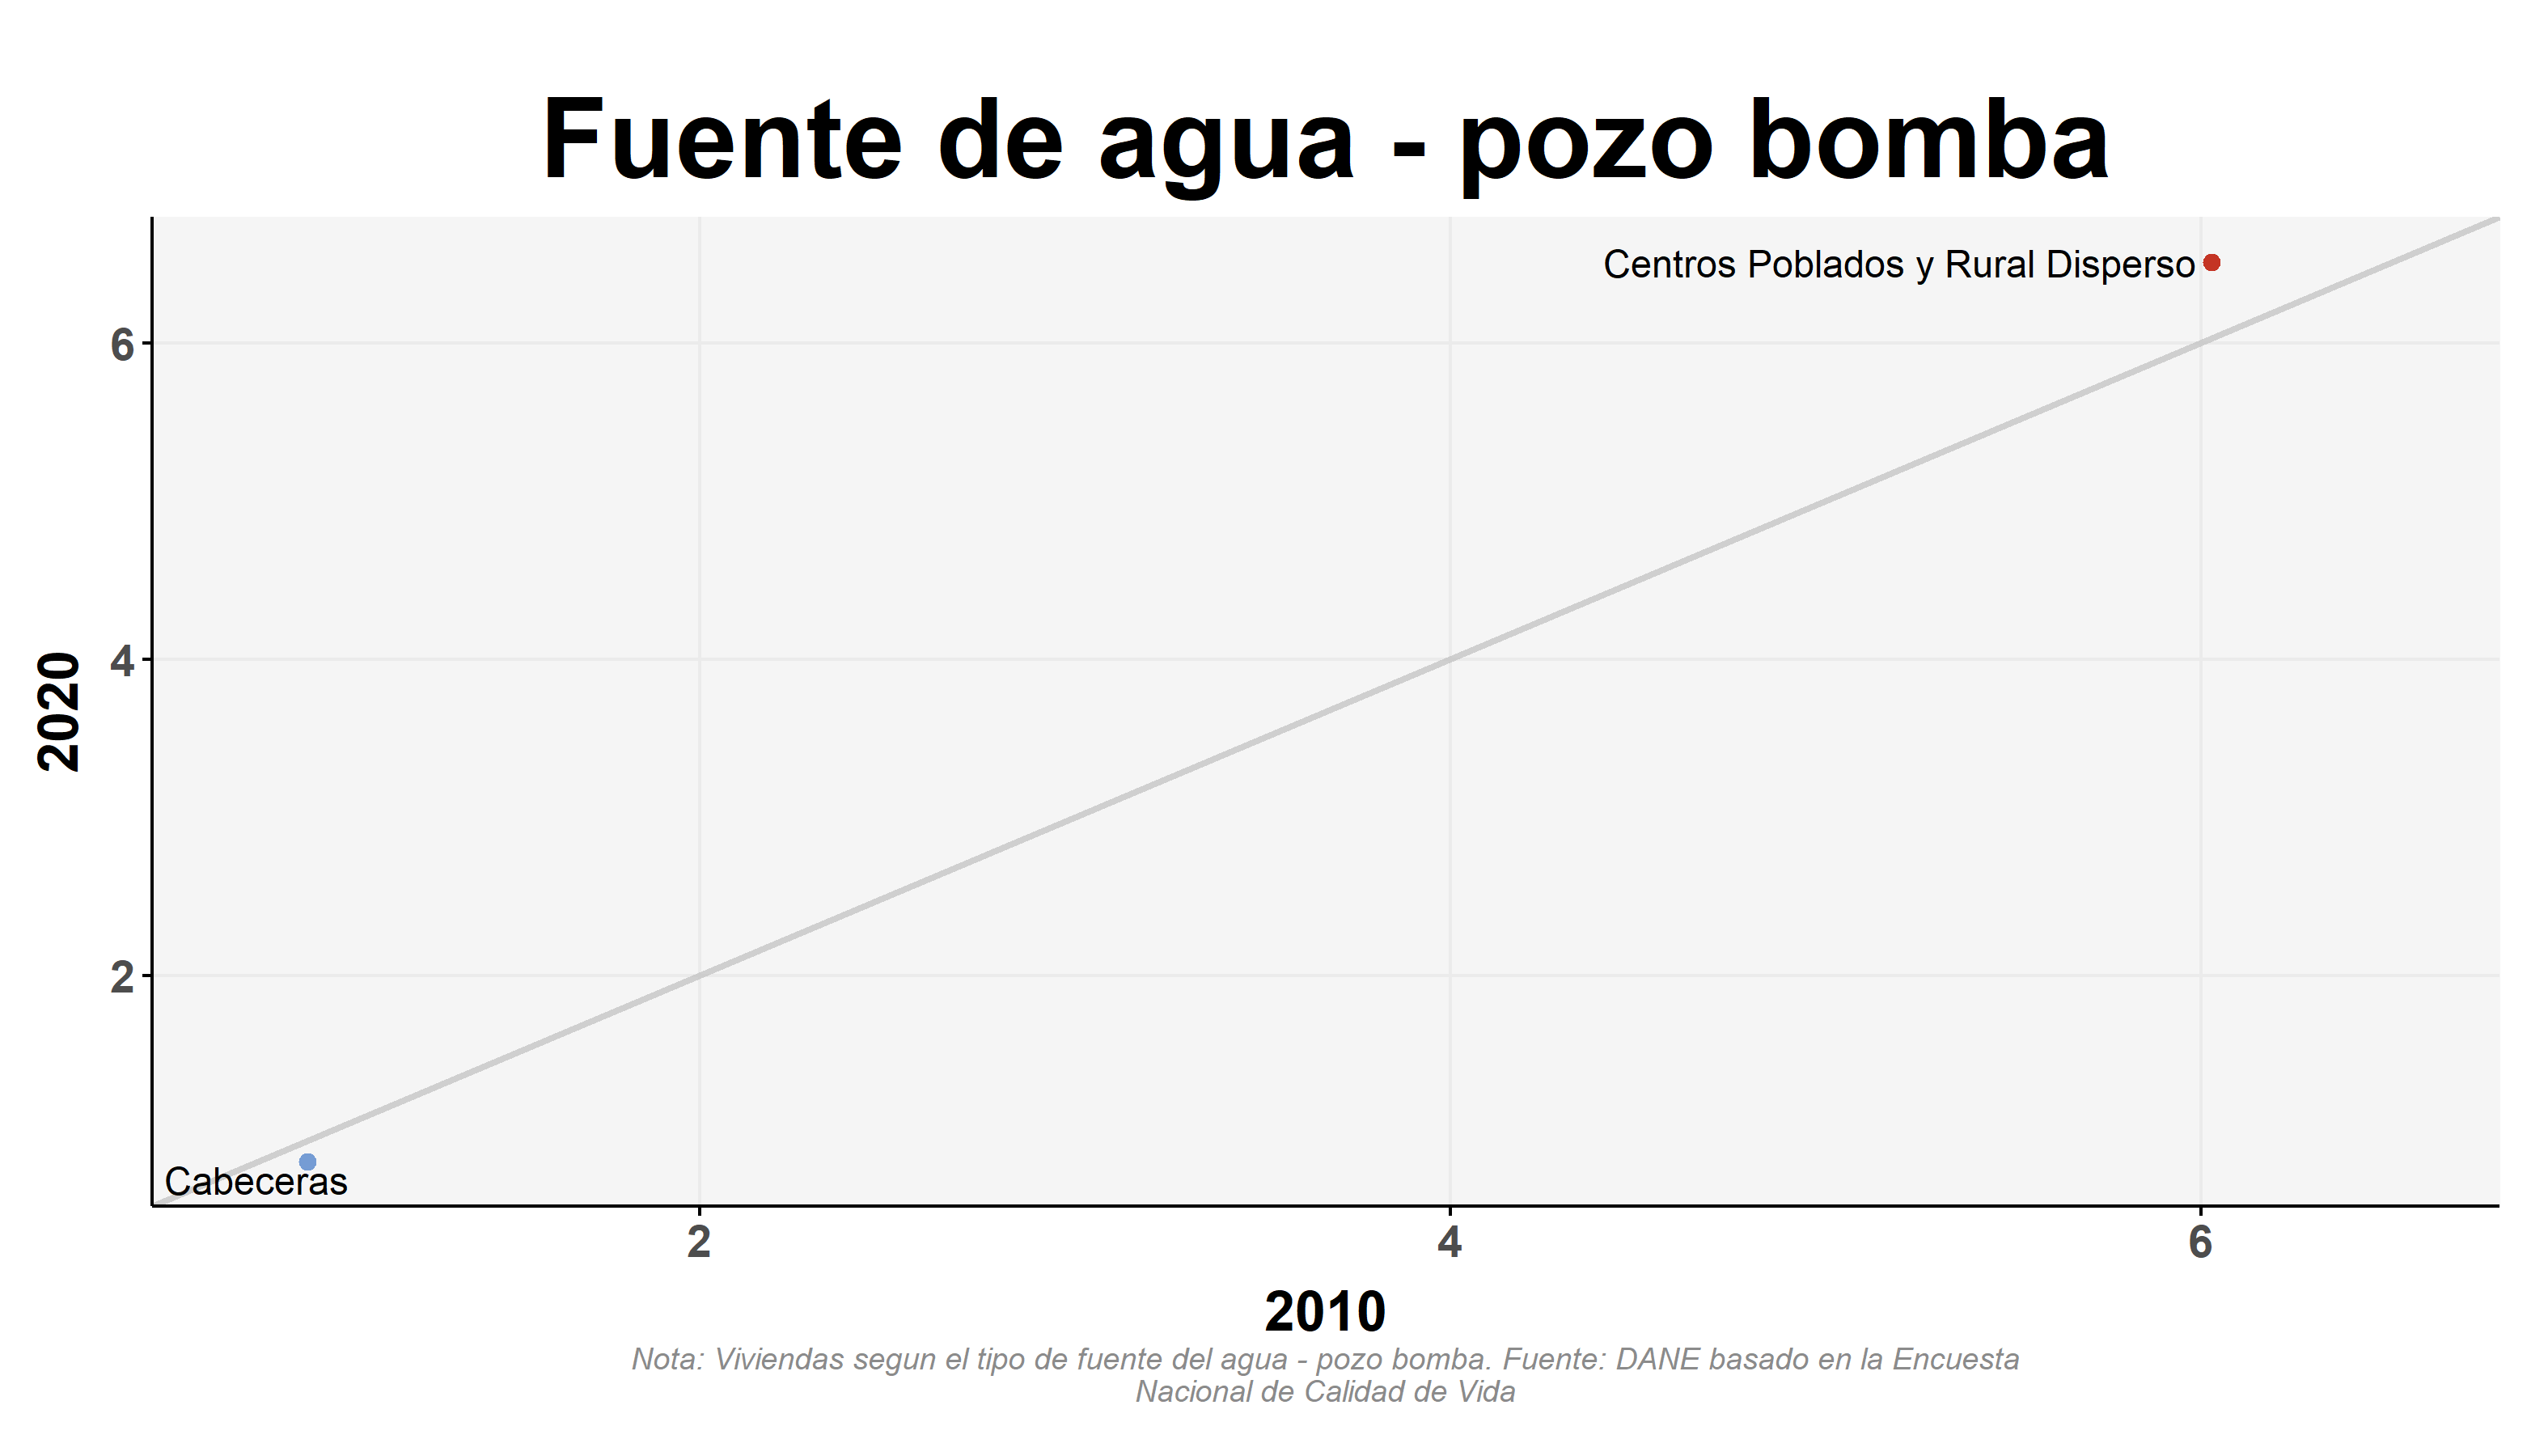 Fuente de agua - pozo bomba
Centros Poblados y Rural Disperso
6
4
2
2020
Cabeceras
2
4
6
2010
Nota: Viviendas segun el tipo de fuente del agua - pozo bomba. Fuente: DANE basado en la Encuesta
Nacional de Calidad de Vida